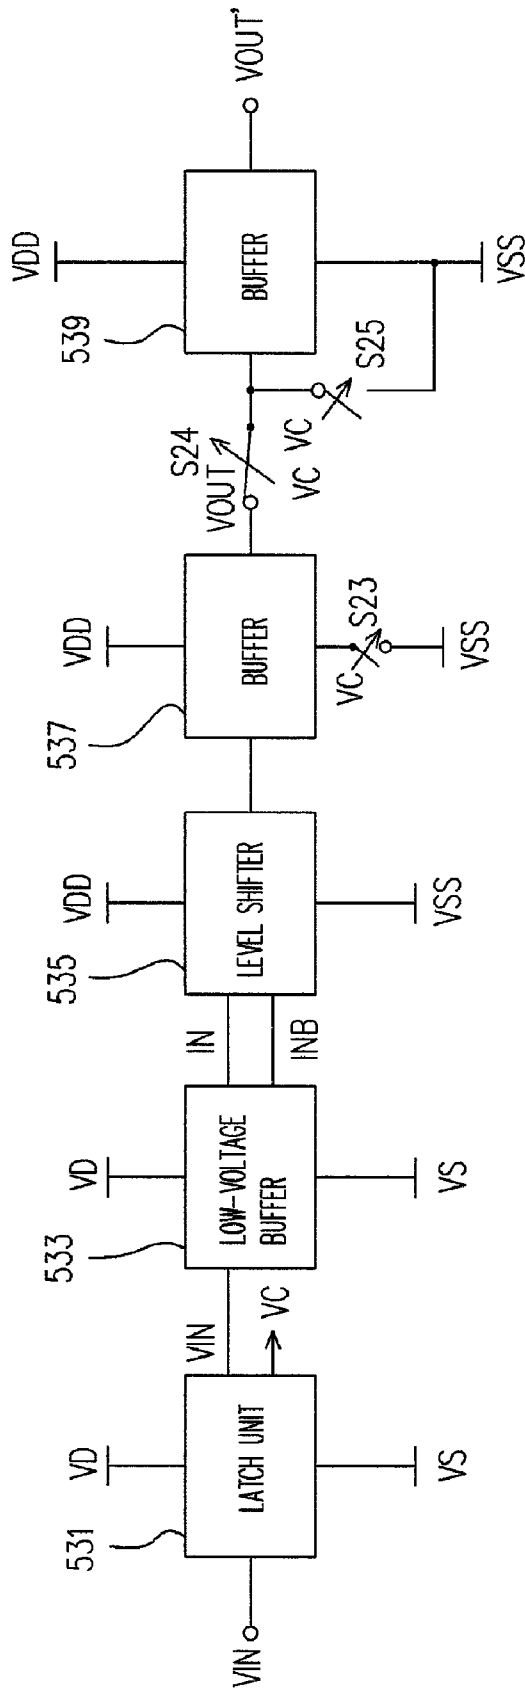 VIN
531
VD
LATCH UNIT
VS
VIN
VC
533
VD
LOW-VOLTAGE
BUFFER
VS
IN
INB
535
VDD
LEVEL SHIFTER
VSS
537
VDD
BUFFER
VC
S23
VSS
VOUT
S24
VC
VC
S25
539
VDD
BUFFER
VSS
VOUT'